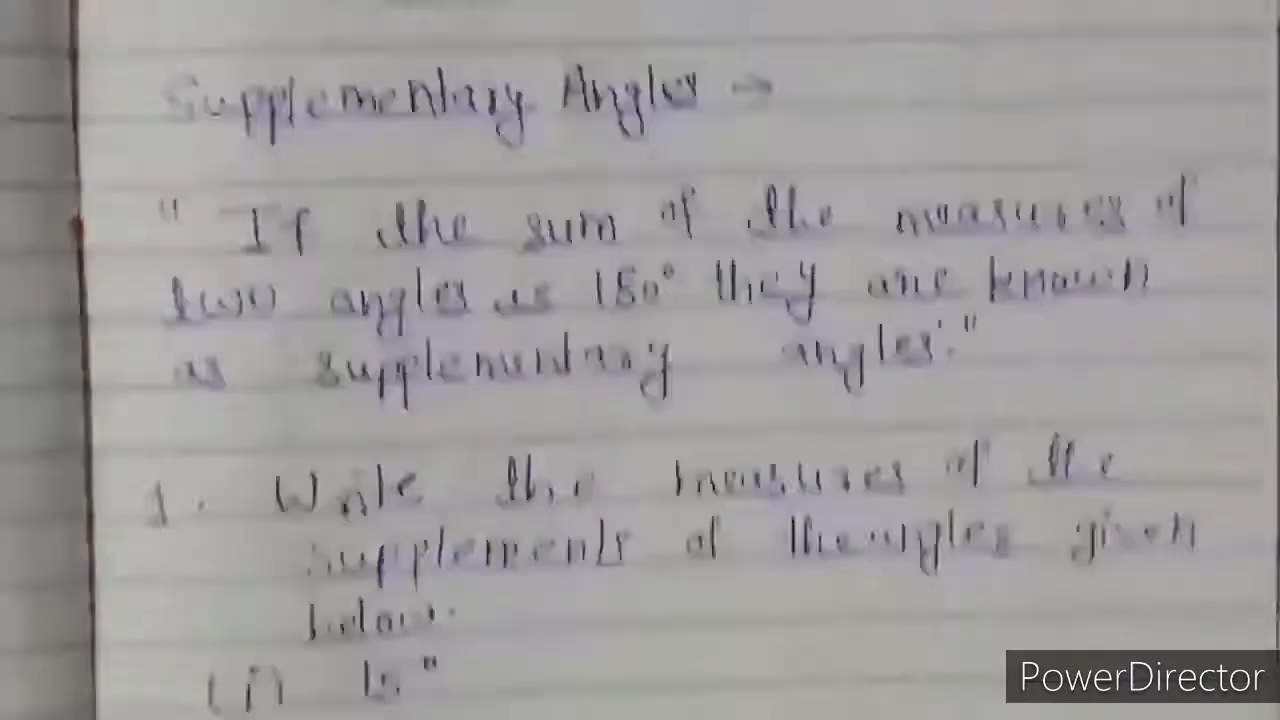 Supplementary Angles →
" If the sum of the measures of
two angles is 180° they are known
as supplementary angles."
1. Write the measures of the
supplements of the angles given
below.
(i)
PowerDirector